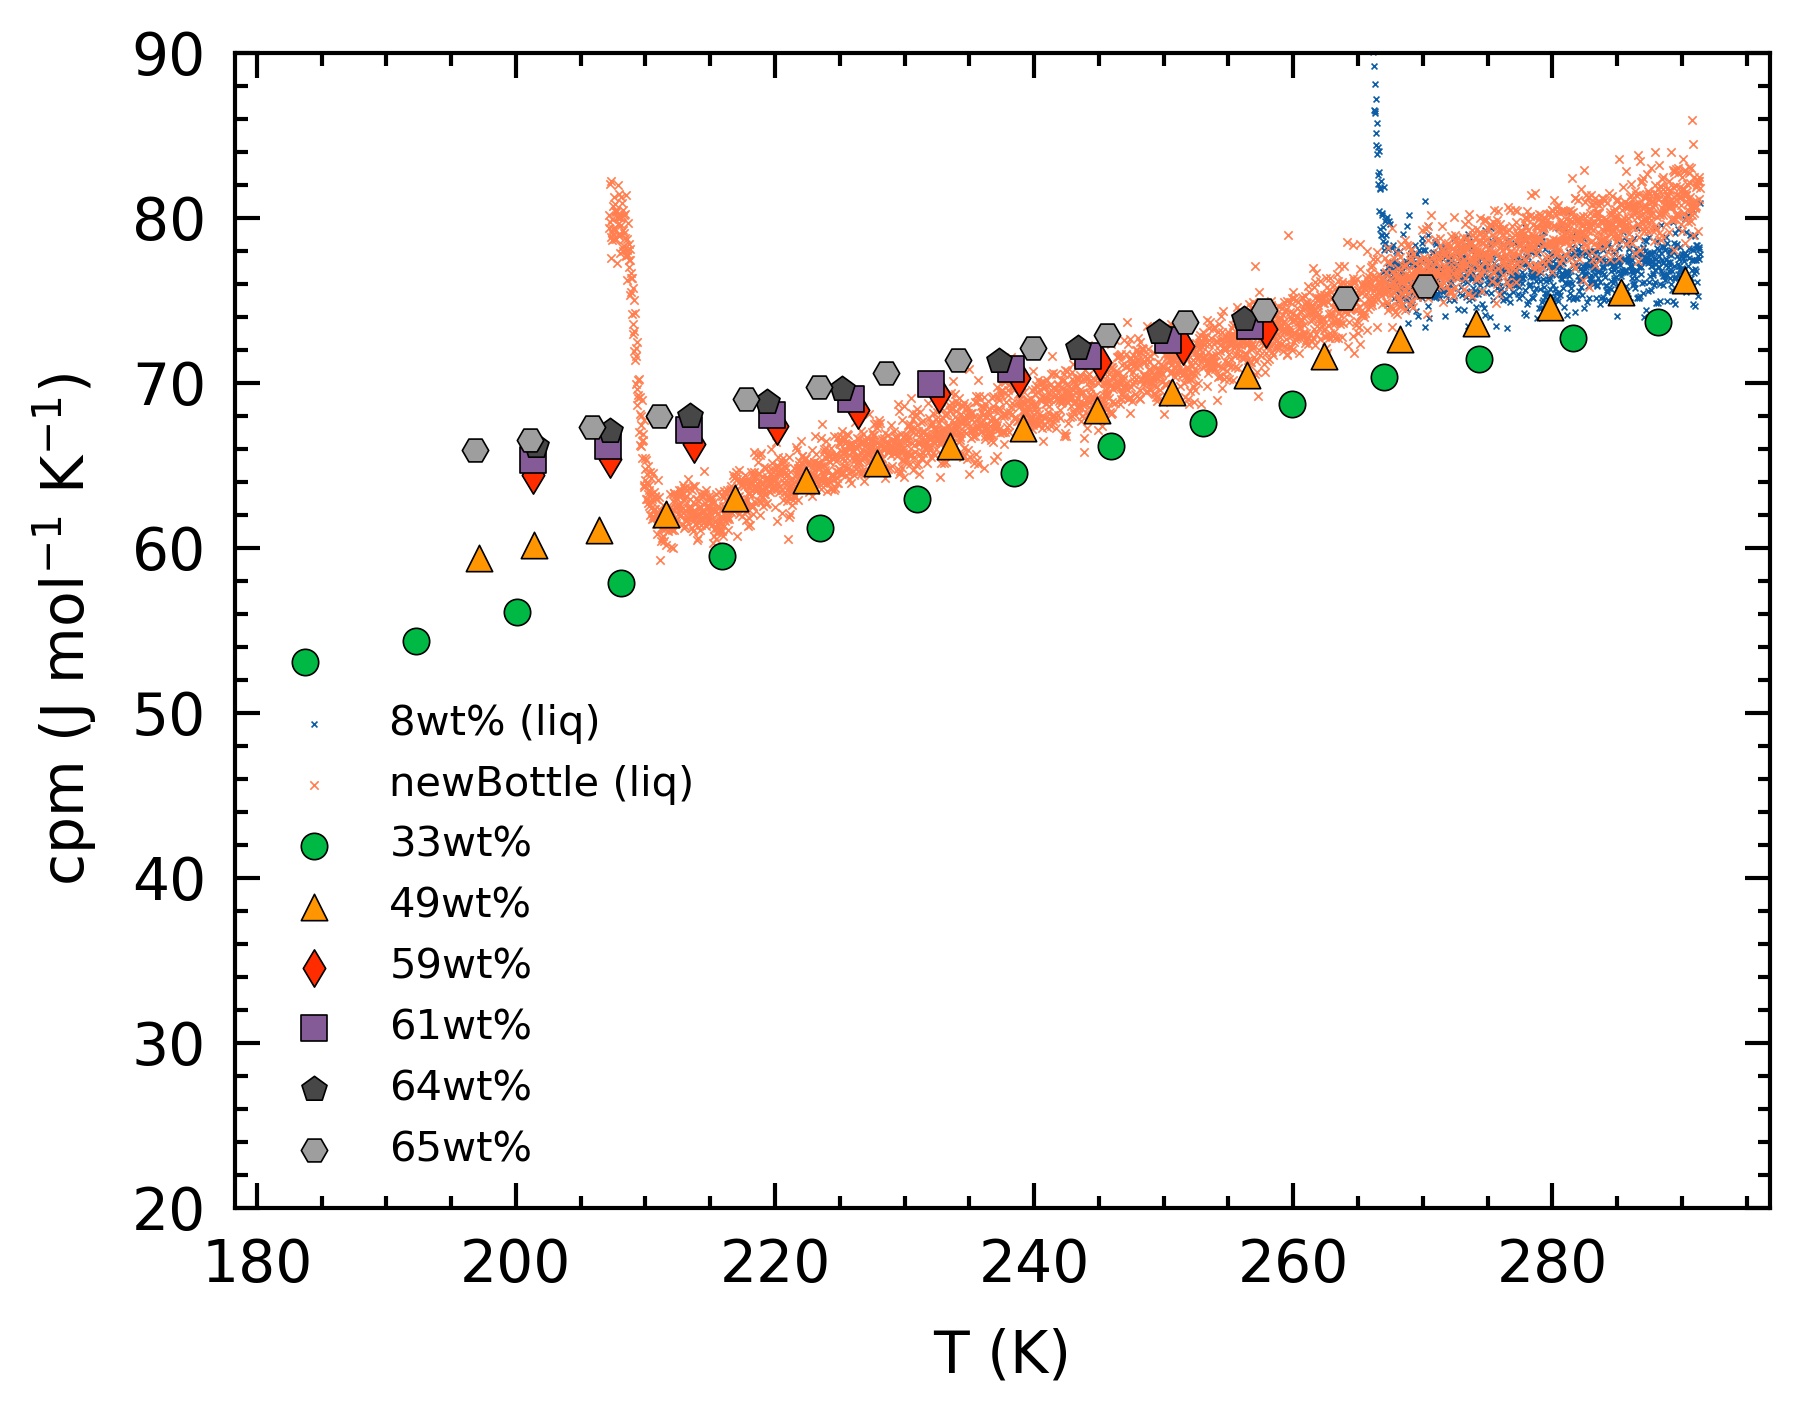 90
80
70
60
50
40
30
20
cpm (J mol⁻¹ K⁻¹)
8wt% (liq)
newBottle (liq)
33wt%
49wt%
59wt%
61wt%
64wt%
65wt%
180 200 220 240 260 280
T (K)